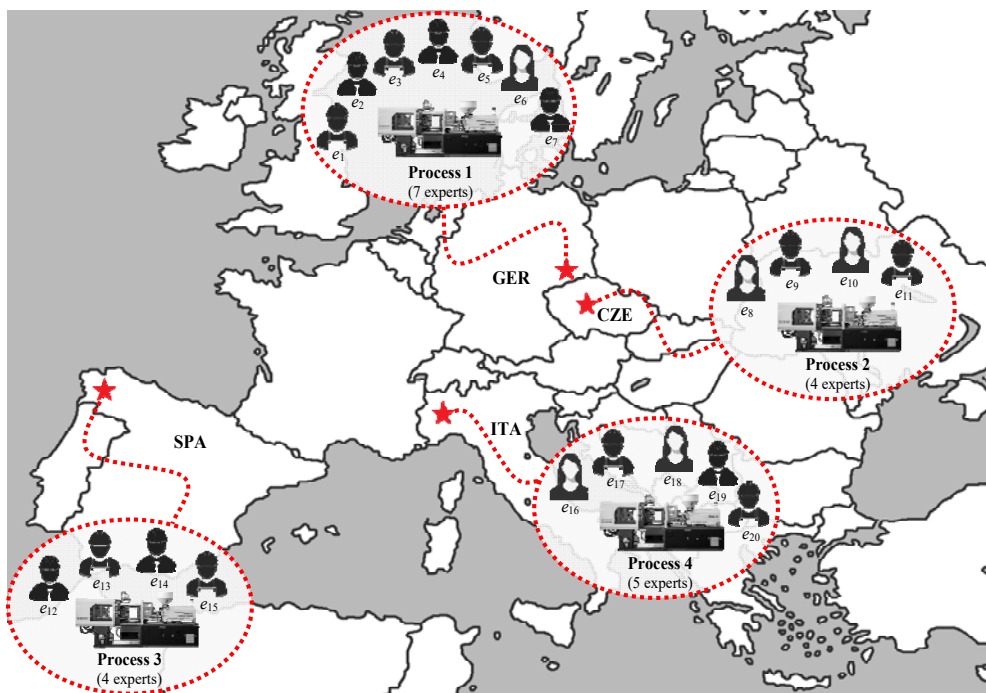 e4
e3
e5
e2
e6
e1
e7
Process 1
(7 experts)
GER
CZE
e9
e10
e8
e11
Process 2
(4 experts)
SPA
ITA
e17
e18
e16
e19
e20
Process 4
(5 experts)
e13
e14
e12
e15
Process 3
(4 experts)